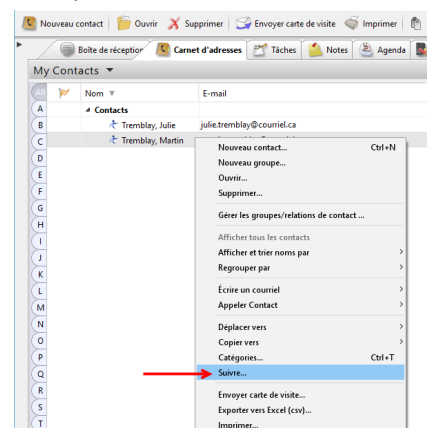 Nouveau contact Ouvrir Supprimer Envoyer carte de visite Imprimer
Boîte de réception Carnet d'adresses Tâches Notes Agenda
My Contacts
All Nom E-mail
A Contacts
B Tremblay, Julie julie.tremblay@courriel.ca
C Tremblay, Martin
Nouveau contact... Ctrl+N
D
Nouveau groupe...
E
Ouvrir...
F
Supprimer...
G
Gérer les groupes/relations de contact ...
H
I
Afficher tous les contacts
J
Afficher et trier noms par
K
Regrouper par
L
Écrire un courriel
M
Appeler Contact
N
Déplacer vers
O
Copier vers
P
Catégories... Ctrl+T
Q
Suivre...
R
Envoyer carte de visite...
S
Exporter vers Excel (csv)...
T
Imprimer...